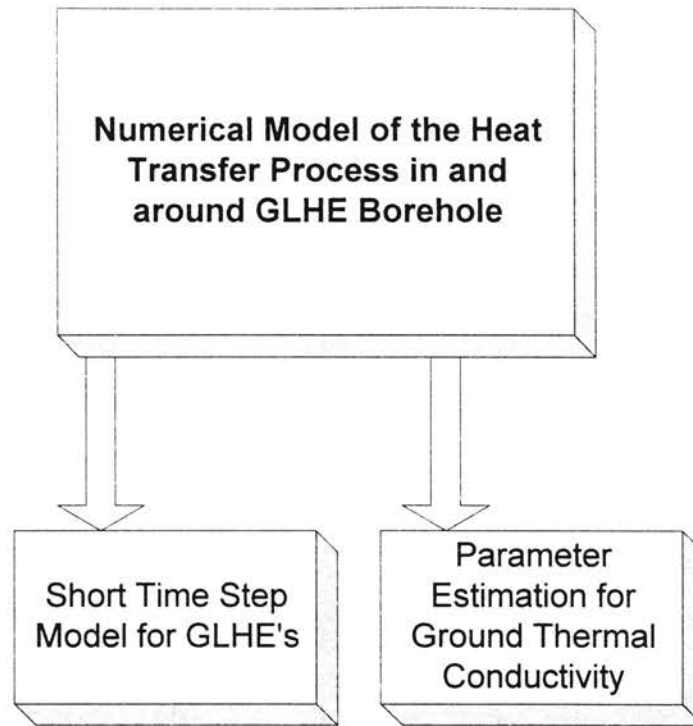 Numerical Model of the Heat
Transfer Process in and
around GLHE Borehole
Short Time Step
Model for GLHE's
Parameter
Estimation for
Ground Thermal
Conductivity